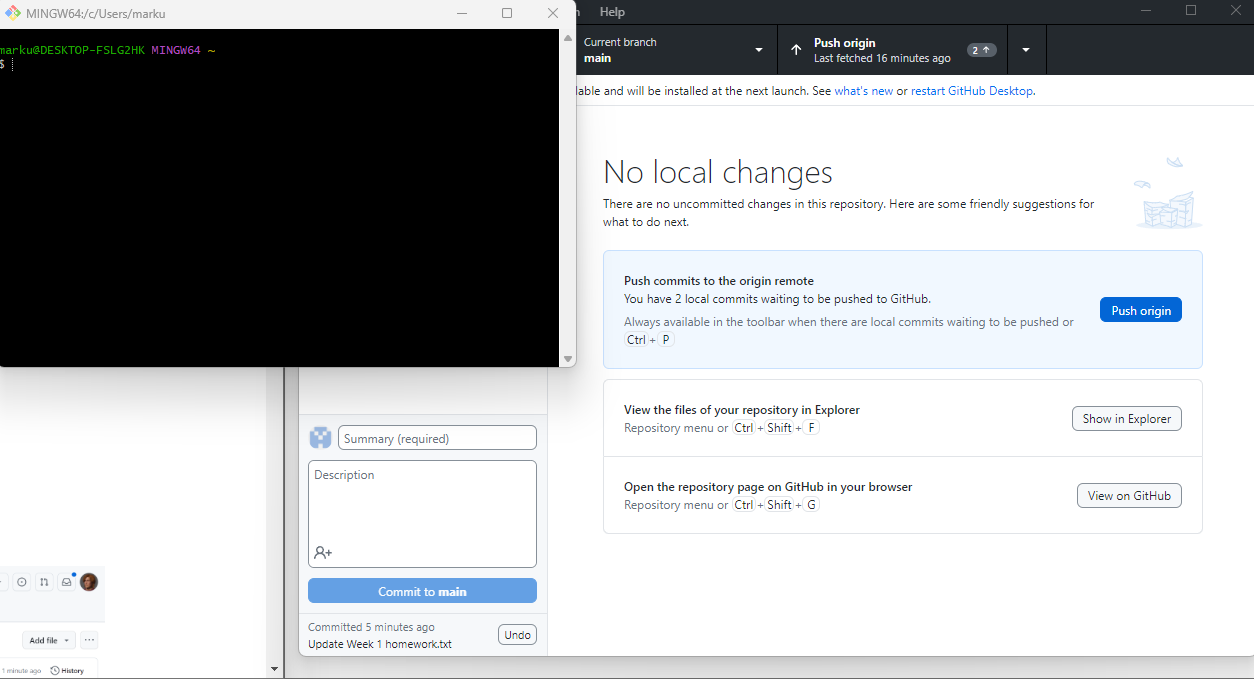 MINGW64:/c/Users/marku
marku@DESKTOP-FSLG2HK MINGW64 ~
$
Help
Current branch
main
Push origin
Last fetched 16 minutes ago
2
lable and will be installed at the next launch. See what's new or restart GitHub Desktop.
No local changes
There are no uncommitted changes in this repository. Here are some friendly suggestions for
what to do next.
Push commits to the origin remote
You have 2 local commits waiting to be pushed to GitHub.
Always available in the toolbar when there are local commits waiting to be pushed or
Ctrl + P
Push origin
View the files of your repository in Explorer
Repository menu or Ctrl + Shift + F
Show in Explorer
Open the repository page on GitHub in your browser
Repository menu or Ctrl + Shift + G
View on GitHub
Summary (required)
Description
Commit to main
Committed 5 minutes ago
Update Week 1 homework.txt
Undo
Add file
1 minute ago
History